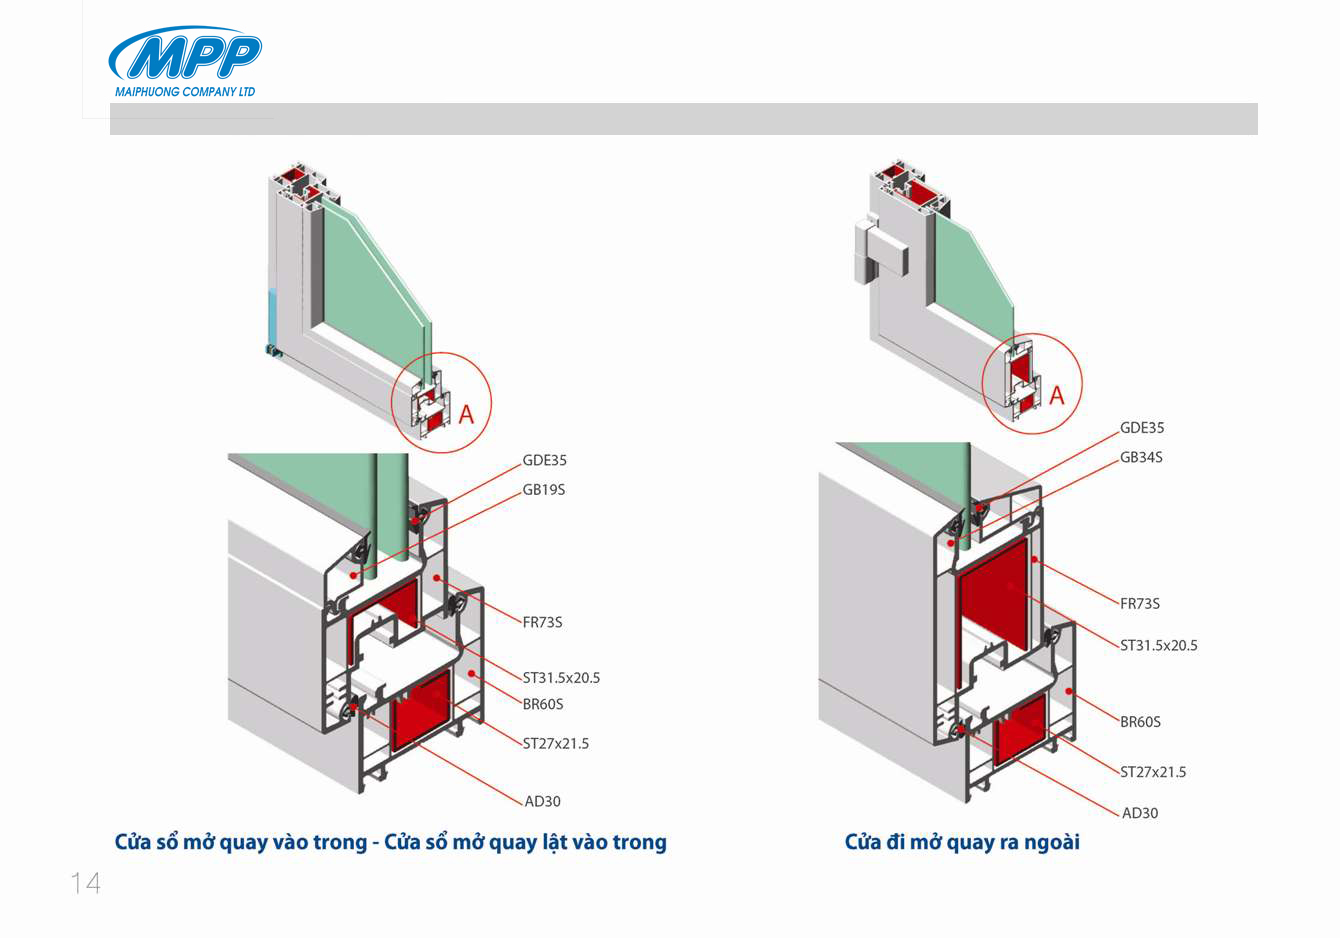 MPP
MAIPHUONG COMPANY LTD
A
GDE35
GB19S
FR73S
ST31.5x20.5
BR60S
ST27x21.5
AD30
Cửa sổ mở quay vào trong - Cửa sổ mở quay lật vào trong
A
GDE35
GB34S
FR73S
ST31.5x20.5
BR60S
ST27x21.5
AD30
Cửa đi mở quay ra ngoài
14